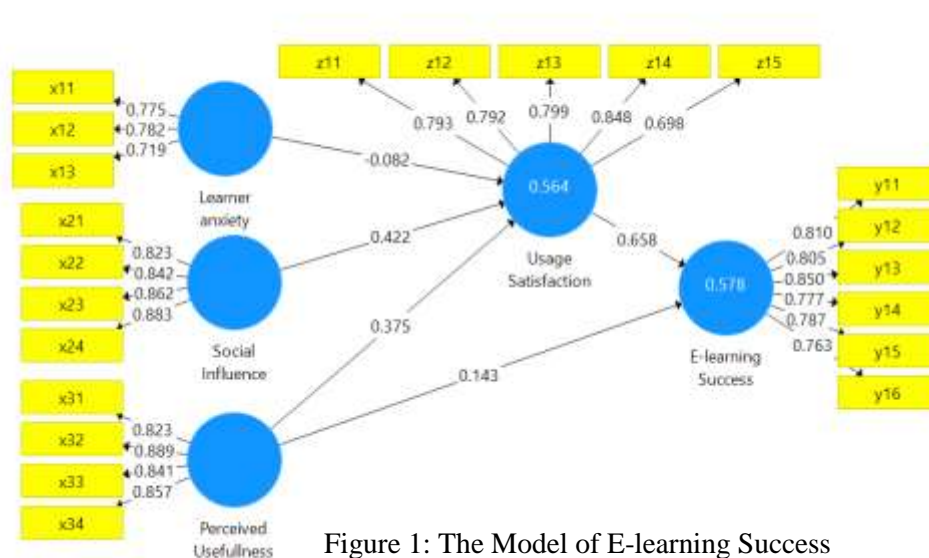 z11
z12
z13
z14
z15
x11
x12
x13
0.775
0.782
0.719
Learner
anxiety
-0.082
0.793
0.792
0.799
0.848
0.698
0.564
Usage
Satisfaction
x21
x22
x23
x24
0.823
0.842
0.862
0.883
Social
Influence
0.422
0.375
0.658
0.143
0.578
E-learning
Success
0.810
0.805
0.850
0.777
0.787
0.763
y11
y12
y13
y14
y15
y16
x31
x32
x33
x34
0.823
0.889
0.841
0.857
Perceived
Usefullness
Figure 1: The Model of E-learning Success